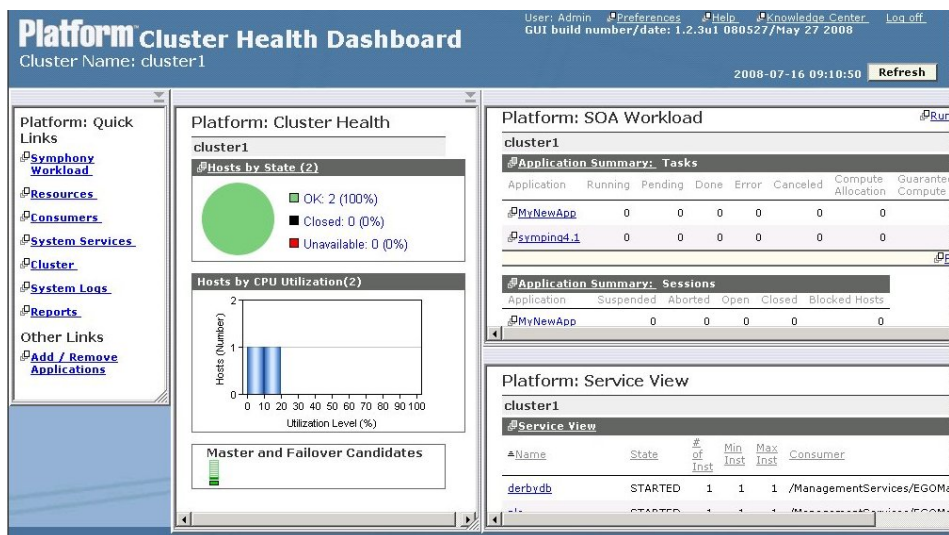 Platform Cluster Health Dashboard
Cluster Name: cluster1
User: Admin Preferences Help Knowledge Center Log off
GUI build number/date: 1.2.3u1 080527/May 27 2008
2008-07-16 09:10:50 Refresh
Platform: Quick
Links
Symphony
Workload
Resources
Consumers
System Services
Cluster
System Logs
Reports
Other Links
Add / Remove
Applications
Platform: Cluster Health
cluster1
Hosts by State (2)
OK: 2 (100%)
Closed: 0 (0%)
Unavailable: 0 (0%)
Hosts by CPU Utilization(2)
Hosts (Number)
2
1
0
0 10 20 30 40 50 60 70 80 90 100
Utilization Level (%)
Master and Failover Candidates
Platform: SOA Workload
Run
cluster1
Application Summary: Tasks
Application Running Pending Done Error Canceled Compute Allocation Guarantee Compute
MyNewApp 0 0 0 0 0 0
symping4.1 0 0 0 0 0 0
Application Summary: Sessions
Application Suspended Aborted Open Closed Blocked Hosts
MyNewApp 0 0 0 0 0
Platform: Service View
cluster1
Service View
Name State # of Inst Min Inst Max Inst Consumer
derbydb STARTED 1 1 1 /ManagementServices/EGOMa